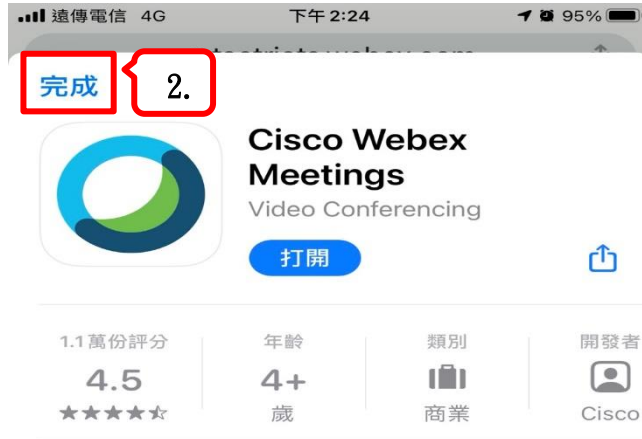 遠傳電信 4G 下午 2:24 95%
完成 2.
Cisco Webex
Meetings
Video Conferencing
打開
1.1萬份評分 年齡 類別 開發者
4.5 4+
歲 商業 Cisco